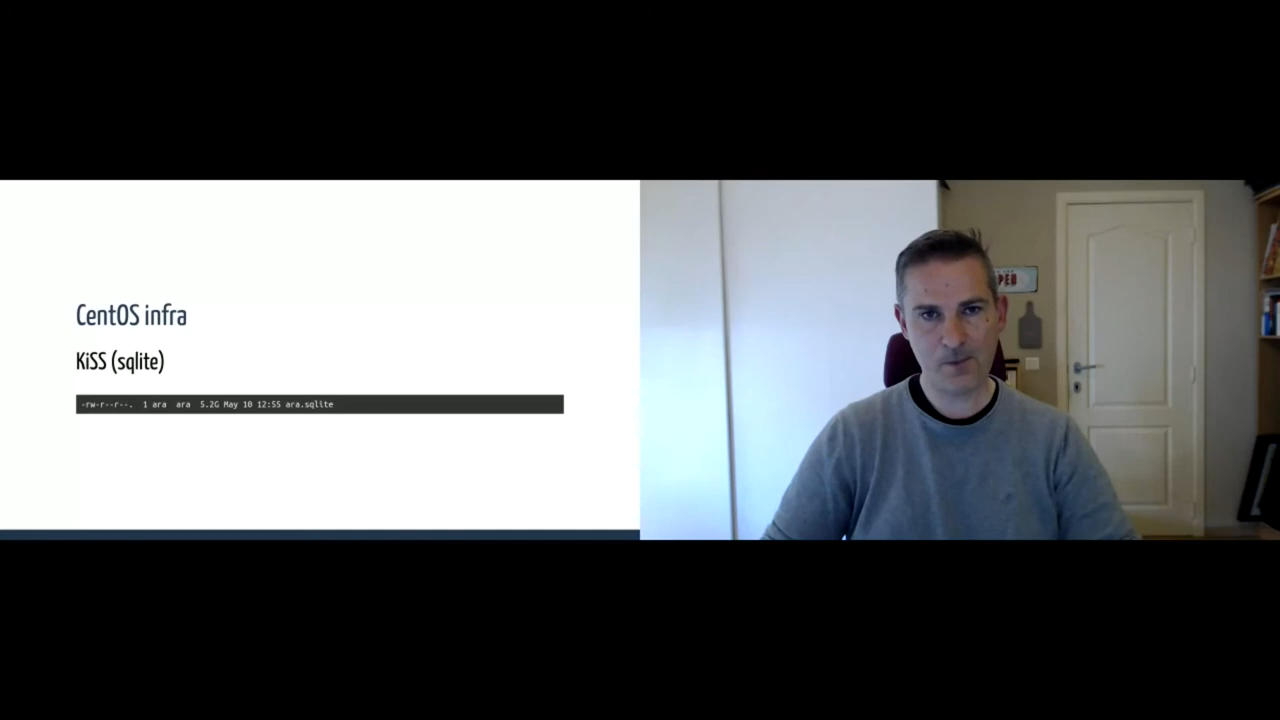 CentOS infra
KiSS (sqlite)
-rw-r--r--. 1 ara ara 5.2G May 10 12:55 ara.sqlite